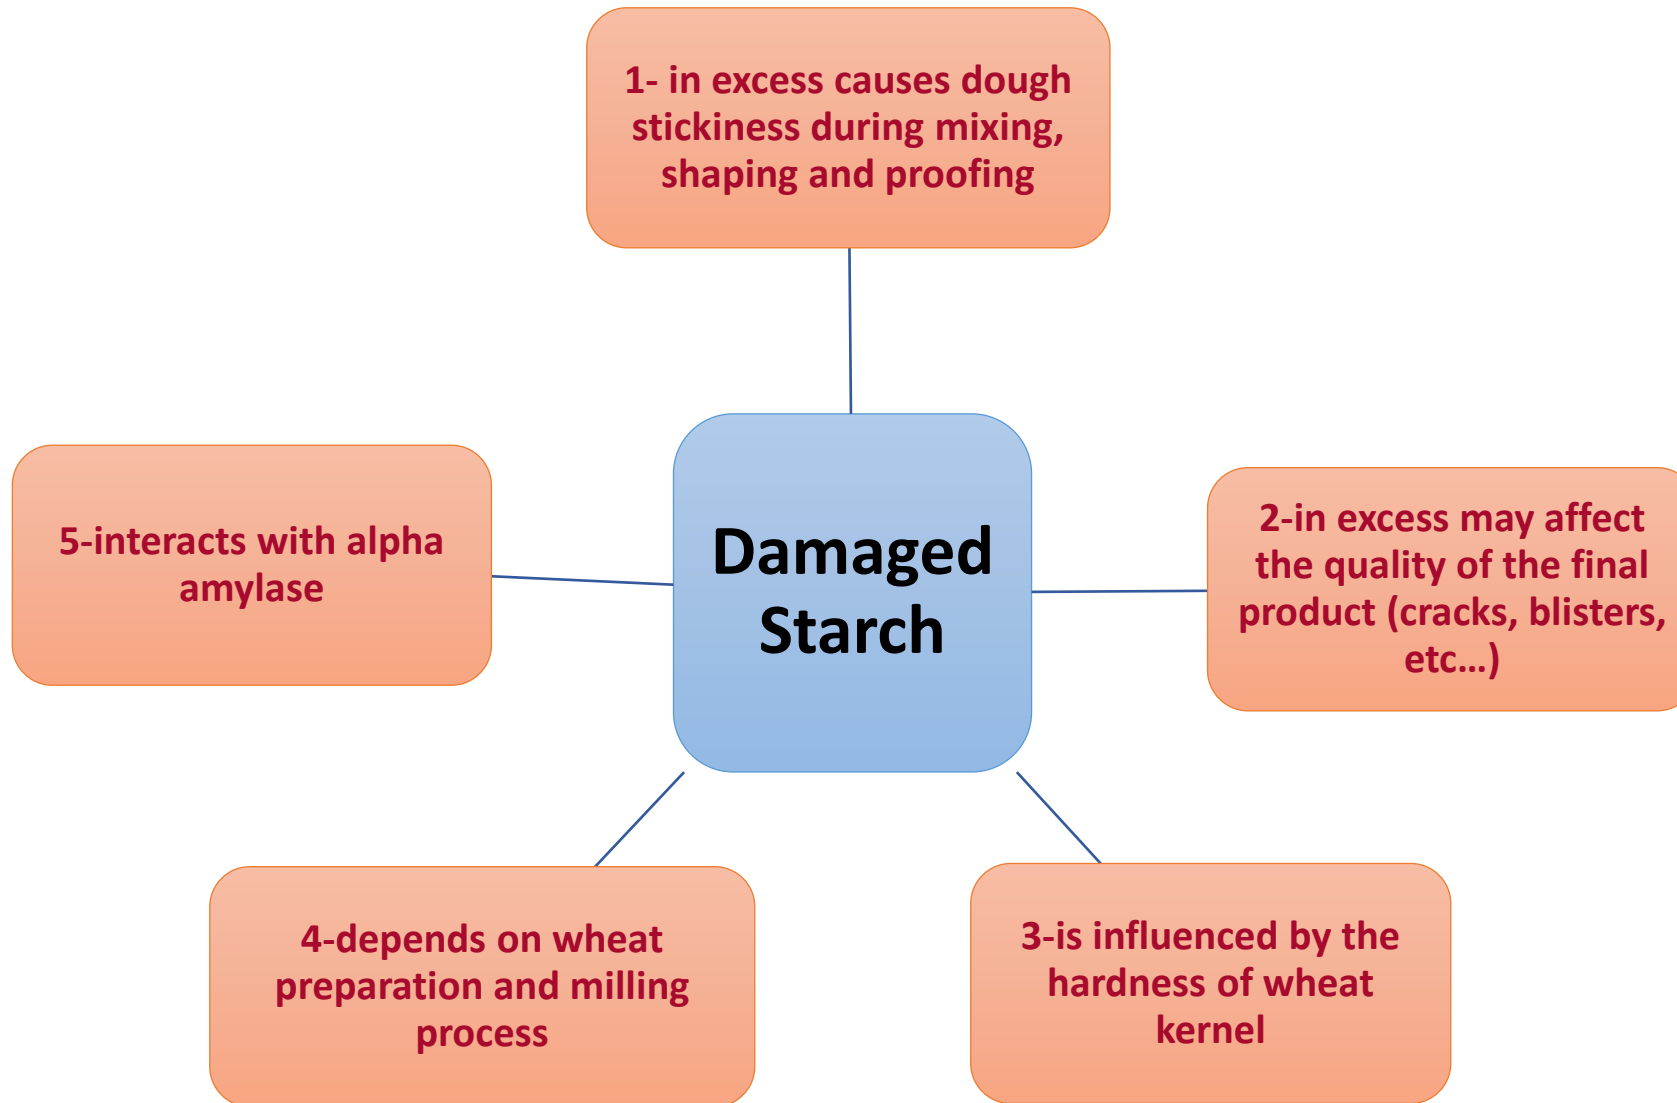 1- in excess causes dough
stickiness during mixing,
shaping and proofing
Damaged
Starch
2-in excess may affect
the quality of the final
product (cracks, blisters,
etc...)
3-is influenced by the
hardness of wheat
kernel
4-depends on wheat
preparation and milling
process
5-interacts with alpha
amylase